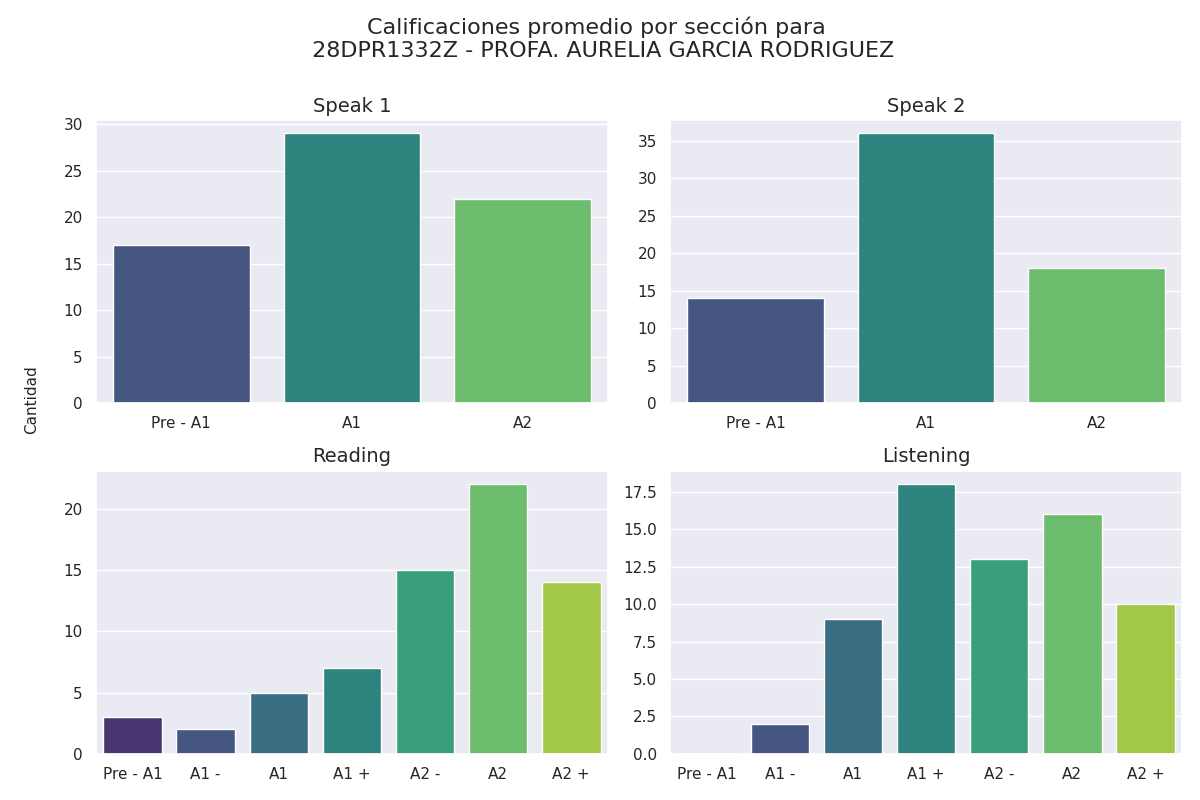 Calificaciones promedio por sección para
28DPR1332Z - PROFA. AURELIA GARCIA RODRIGUEZ
Cantidad
Speak 1
30
25
20
15
10
5
0
Pre - A1 A1 A2
Speak 2
35
30
25
20
15
10
5
0
Pre - A1 A1 A2
Reading
20
15
10
5
0
Pre - A1 A1 - A1 A1 + A2 - A2 A2 +
Listening
17.5
15.0
12.5
10.0
7.5
5.0
2.5
0.0
Pre - A1 A1 - A1 A1 + A2 - A2 A2 +